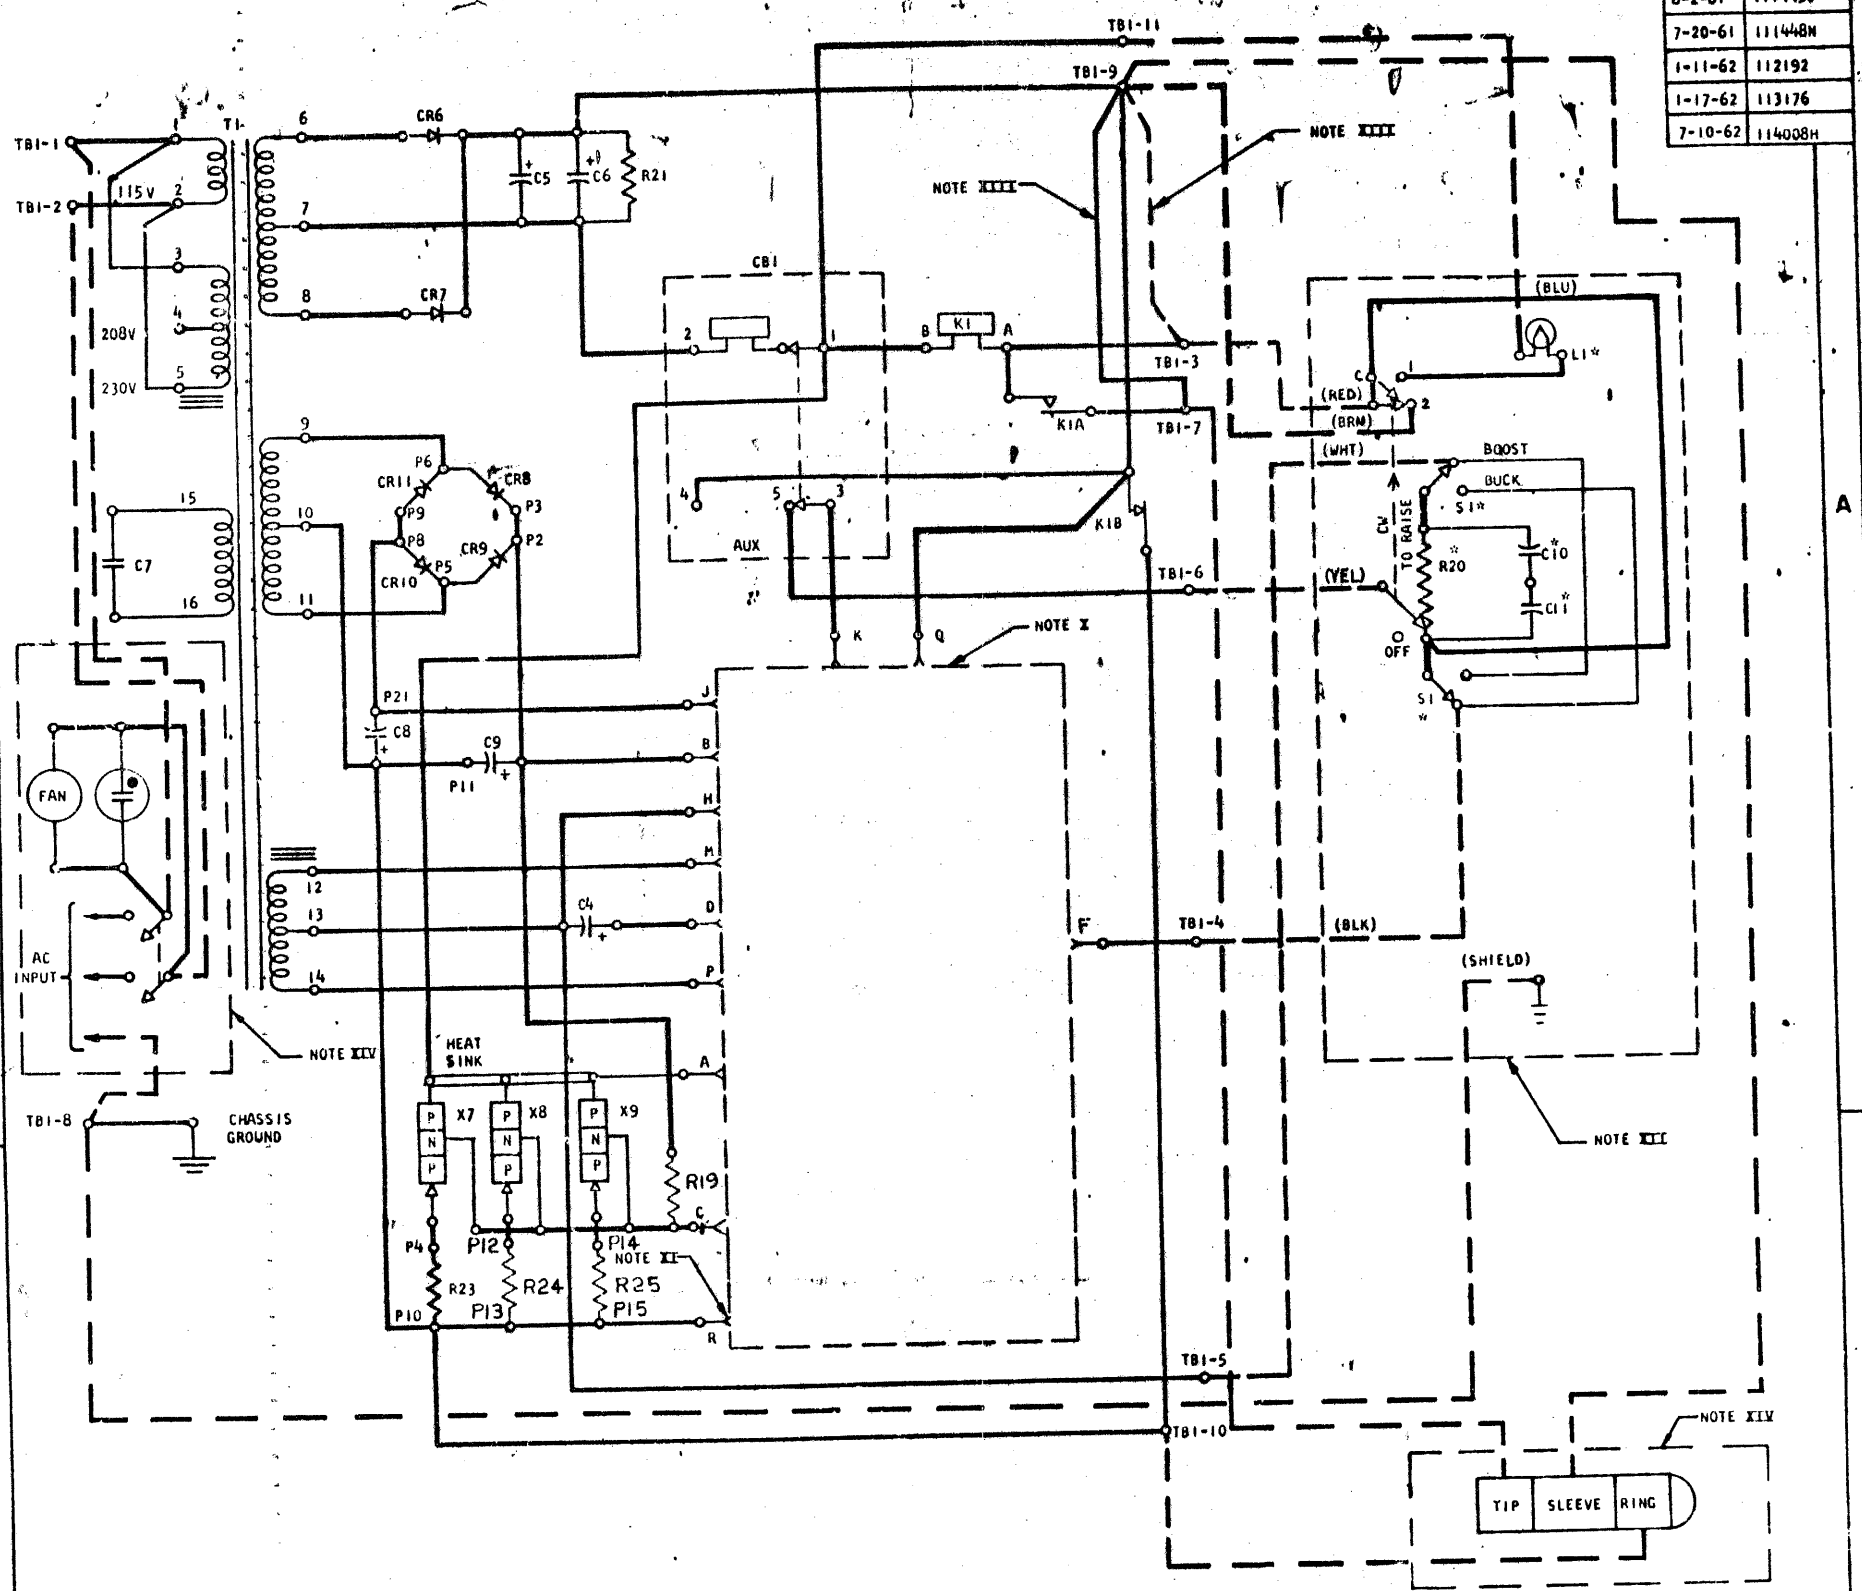 TB1-11
7-20-61 111448N
TB1-9
1-11-62 112192
1-17-62 113176
7-10-62 114008H
NOTE XIII
NOTE XIII
TB1-1
1
T1
6
CR6
115V
2
TB1-2
+
C5
+
C6
R21
7
3
4
208V
5
230V
8
CR7
CB1
2
1
B
K1
A
TB1-3
K1A
TB1-7
(BLU)
L1*
C
1
(RED)
2
(BRN)
(WHT)
BOOST
BUCK
S1*
9
P6
CR11
CR8
P9
P3
10
P8
P2
CR9
P5
CR10
11
15
C7
16
4
5
3
AUX
K1B
TB1-6
(YEL)
CW
TO RAISE
*
R20
*
C10
*
C11
OFF
S1
*
K
Q
NOTE X
A
P21
C8
+
J
C9
+
P11
B
H
M
FAN
12
13
C4
+
D
14
P
AC
INPUT
F
TB1-4
(BLK)
(SHIELD)
NOTE XIV
HEAT
SINK
A
NOTE XII
TB1-8
CHASSIS
GROUND
P
N
P
X7
P
N
P
X8
P
N
P
X9
R19
C
P4
P12
P14
NOTE XI
R23
R24
R25
P10
P13
P15
R
TB1-5
TB1-10
NOTE XIV
TIP
SLEEVE
RING